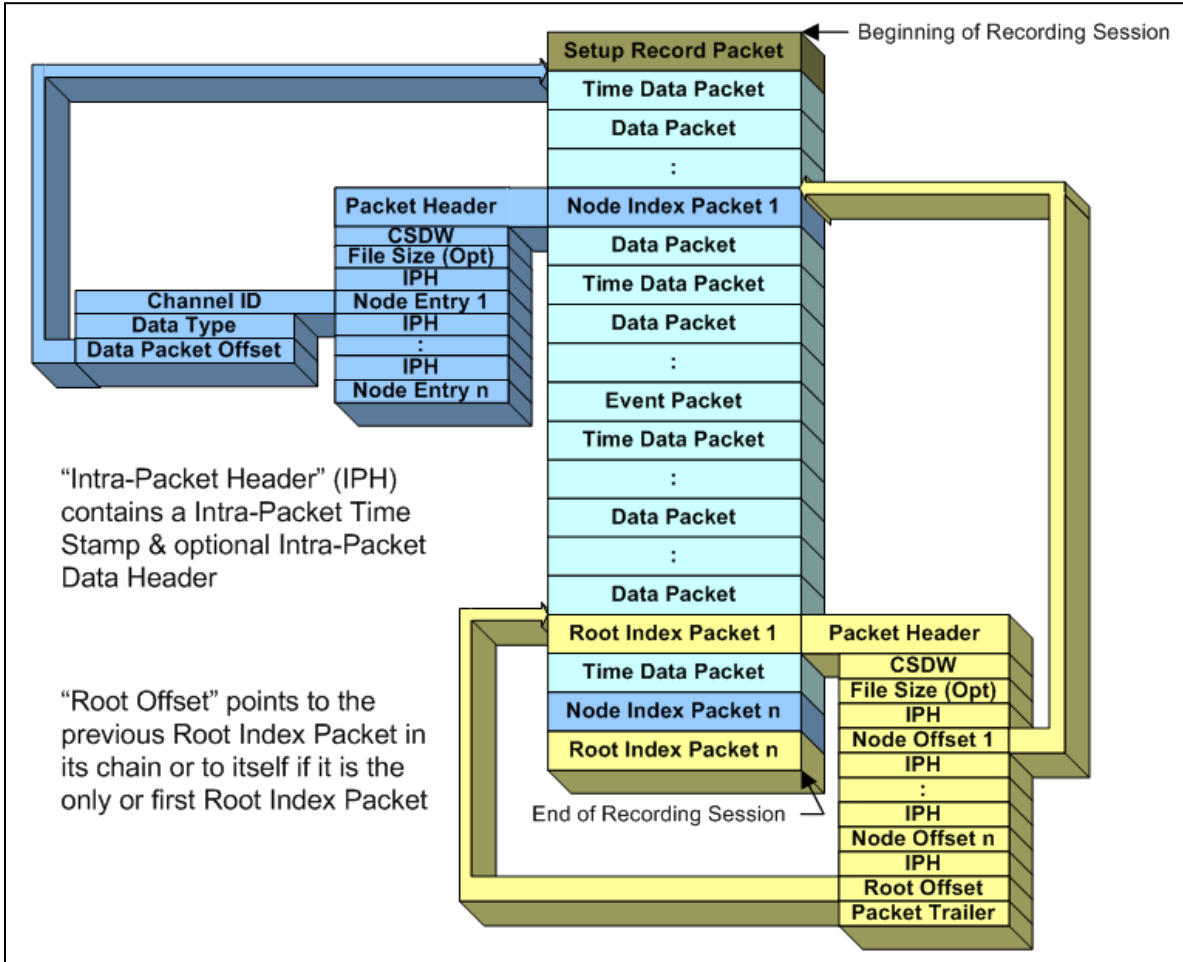 Beginning of Recording Session
Setup Record Packet
Time Data Packet
Data Packet
:
Packet Header
Node Index Packet 1
CSDW
File Size (Opt)
IPH
Node Entry 1
IPH
:
IPH
Node Entry n
Channel ID
Data Type
Data Packet Offset
Data Packet
Time Data Packet
Data Packet
:
Event Packet
Time Data Packet
:
Data Packet
:
Data Packet
“Intra-Packet Header” (IPH)
contains a Intra-Packet Time
Stamp & optional Intra-Packet
Data Header
Root Index Packet 1
Packet Header
CSDW
File Size (Opt)
IPH
Node Offset 1
IPH
:
IPH
Node Offset n
IPH
Root Offset
Packet Trailer
Time Data Packet
Node Index Packet n
Root Index Packet n
End of Recording Session
“Root Offset” points to the
previous Root Index Packet in
its chain or to itself if it is the
only or first Root Index Packet